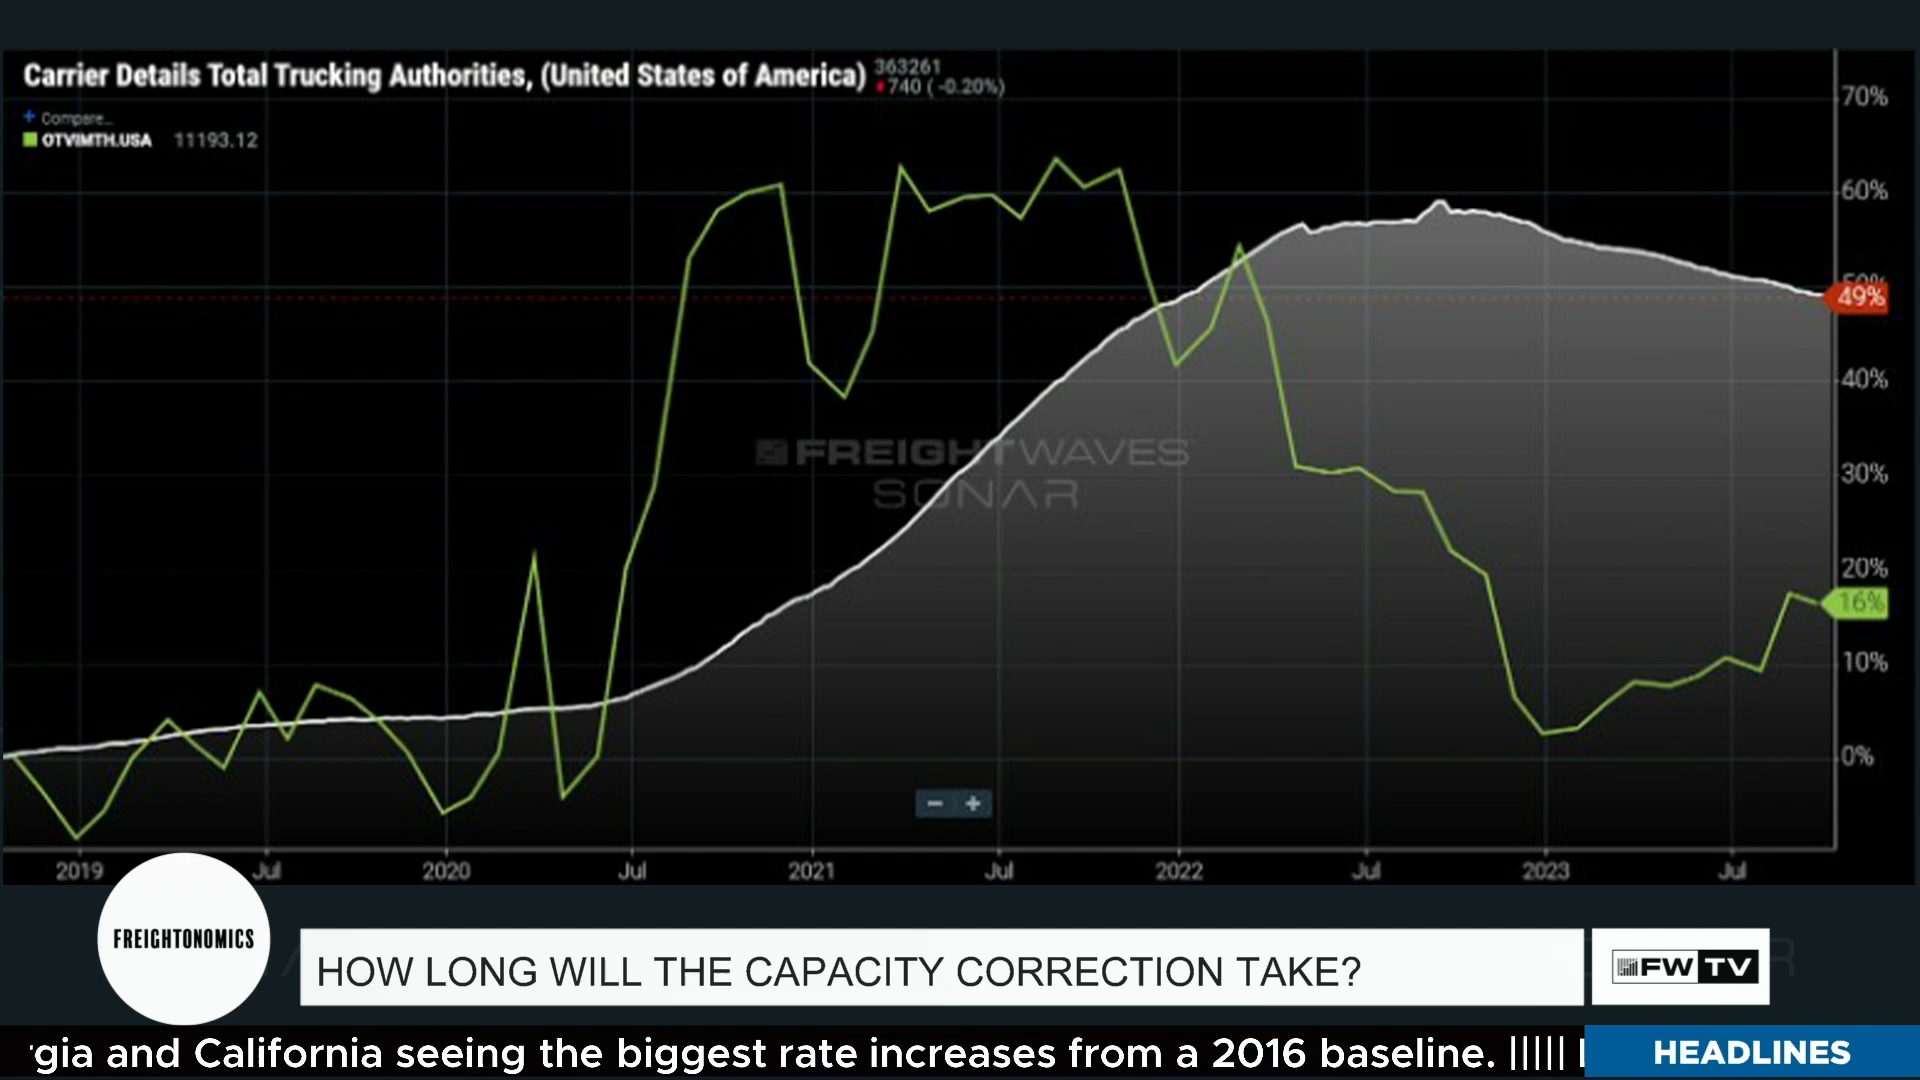 Carrier Details Total Trucking Authorities, (United States of America) 363261
740 (-0.20%)
+ Compare...
OTVIMTH.USA 11193.12
70%
60%
50%
49%
40%
30%
20%
16%
10%
0%
FREIGHTWAVES
SONAR
− +
2019 Jul 2020 Jul 2021 Jul 2022 Jul 2023 Jul
FREIGHTONOMICS
HOW LONG WILL THE CAPACITY CORRECTION TAKE?
FW TV
gia and California seeing the biggest rate increases from a 2016 baseline. |||||
HEADLINES